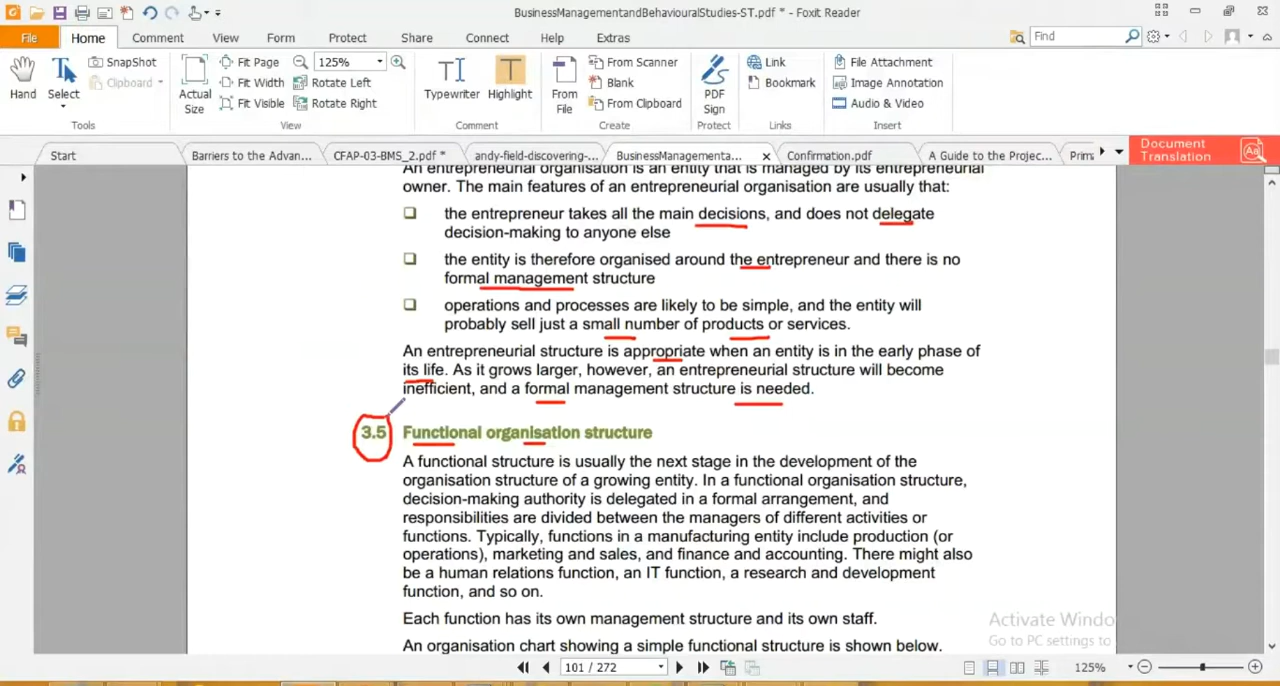 BusinessManagementandBehaviouralStudies-ST.pdf * - Foxit Reader
File Home Comment View Form Protect Share Connect Help Extras Find
SnapShot Fit Page 125% From Scanner Link File Attachment
Hand Select Clipboard Actual Size Fit Width Rotate Left Typewriter Highlight From File Blank PDF Sign Bookmark Image Annotation
Fit Visible Rotate Right From Clipboard Audio & Video
Tools View Comment Create Protect Links Insert
Start Barriers to the Advan... CFAP-03-BMS_2.pdf * andy-field-discovering-... BusinessManagementa... Confirmation.pdf A Guide to the Projec... Prima Document Translation
An entrepreneurial organisation is an entity that is managed by its entrepreneurial
owner. The main features of an entrepreneurial organisation are usually that:
the entrepreneur takes all the main decisions, and does not delegate
decision-making to anyone else
the entity is therefore organised around the entrepreneur and there is no
formal management structure
operations and processes are likely to be simple, and the entity will
probably sell just a small number of products or services.
An entrepreneurial structure is appropriate when an entity is in the early phase of
its life. As it grows larger, however, an entrepreneurial structure will become
inefficient, and a formal management structure is needed.
3.5 Functional organisation structure
A functional structure is usually the next stage in the development of the
organisation structure of a growing entity. In a functional organisation structure,
decision-making authority is delegated in a formal arrangement, and
responsibilities are divided between the managers of different activities or
functions. Typically, functions in a manufacturing entity include production (or
operations), marketing and sales, and finance and accounting. There might also
be a human relations function, an IT function, a research and development
function, and so on.
Each function has its own management structure and its own staff.
An organisation chart showing a simple functional structure is shown below.
Activate Windo
Go to PC settings to
101 / 272 125%